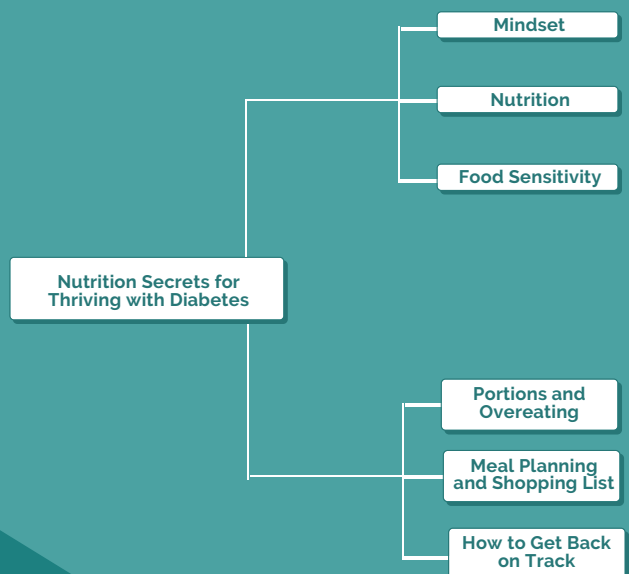 Mindset
Nutrition
Food Sensitivity
Nutrition Secrets for
Thriving with Diabetes
Portions and
Overeating
Meal Planning
and Shopping List
How to Get Back
on Track